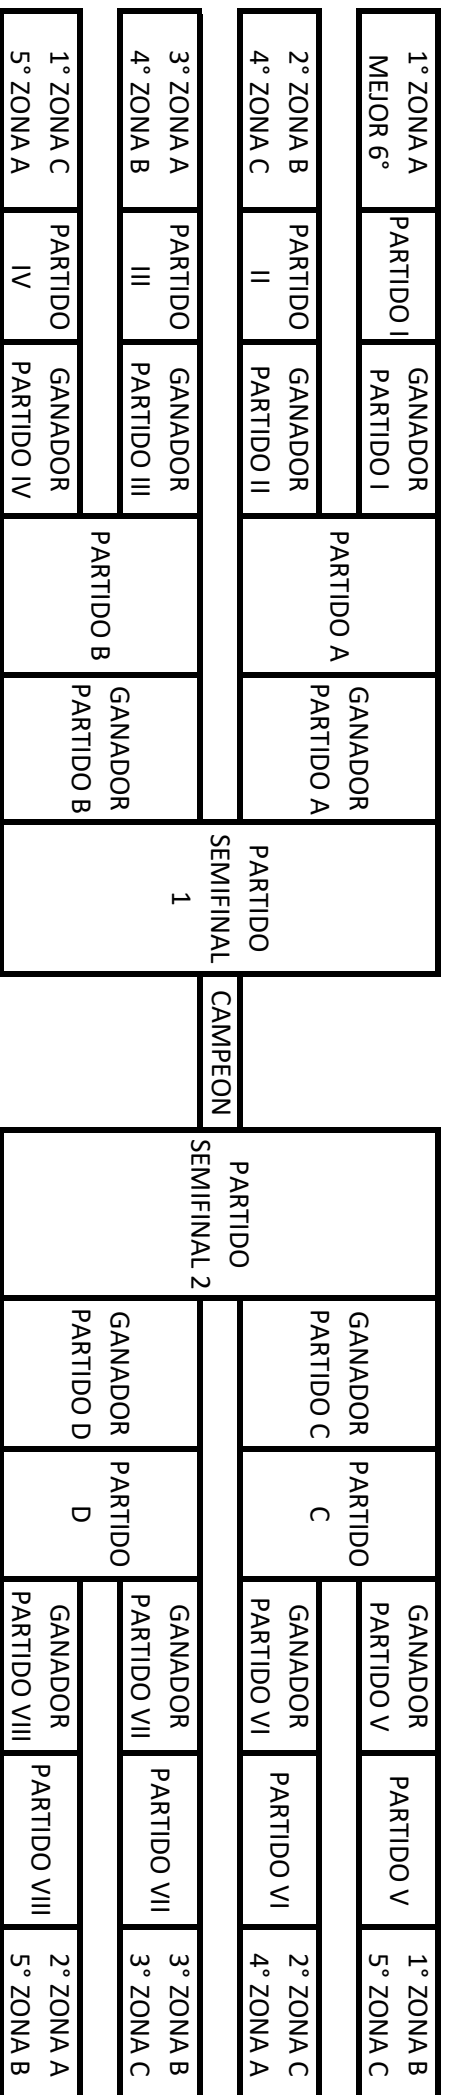 1° ZONA A
MEJOR 6°
PARTIDO I
GANADOR
PARTIDO I
PARTIDO A
GANADOR
PARTIDO A
2° ZONA B
4° ZONA C
PARTIDO
II
GANADOR
PARTIDO II
3° ZONA A
4° ZONA B
PARTIDO
III
GANADOR
PARTIDO III
PARTIDO B
GANADOR
PARTIDO B
1° ZONA C
5° ZONA A
PARTIDO
IV
GANADOR
PARTIDO IV
PARTIDO
SEMIFINAL
1
CAMPEON
PARTIDO
SEMIFINAL 2
GANADOR
PARTIDO C
PARTIDO
C
GANADOR
PARTIDO V
PARTIDO V
1° ZONA B
5° ZONA C
GANADOR
PARTIDO VI
PARTIDO VI
2° ZONA C
4° ZONA A
GANADOR
PARTIDO D
PARTIDO
D
GANADOR
PARTIDO VII
PARTIDO VII
3° ZONA B
3° ZONA C
GANADOR
PARTIDO VIII
PARTIDO VIII
2° ZONA A
5° ZONA B